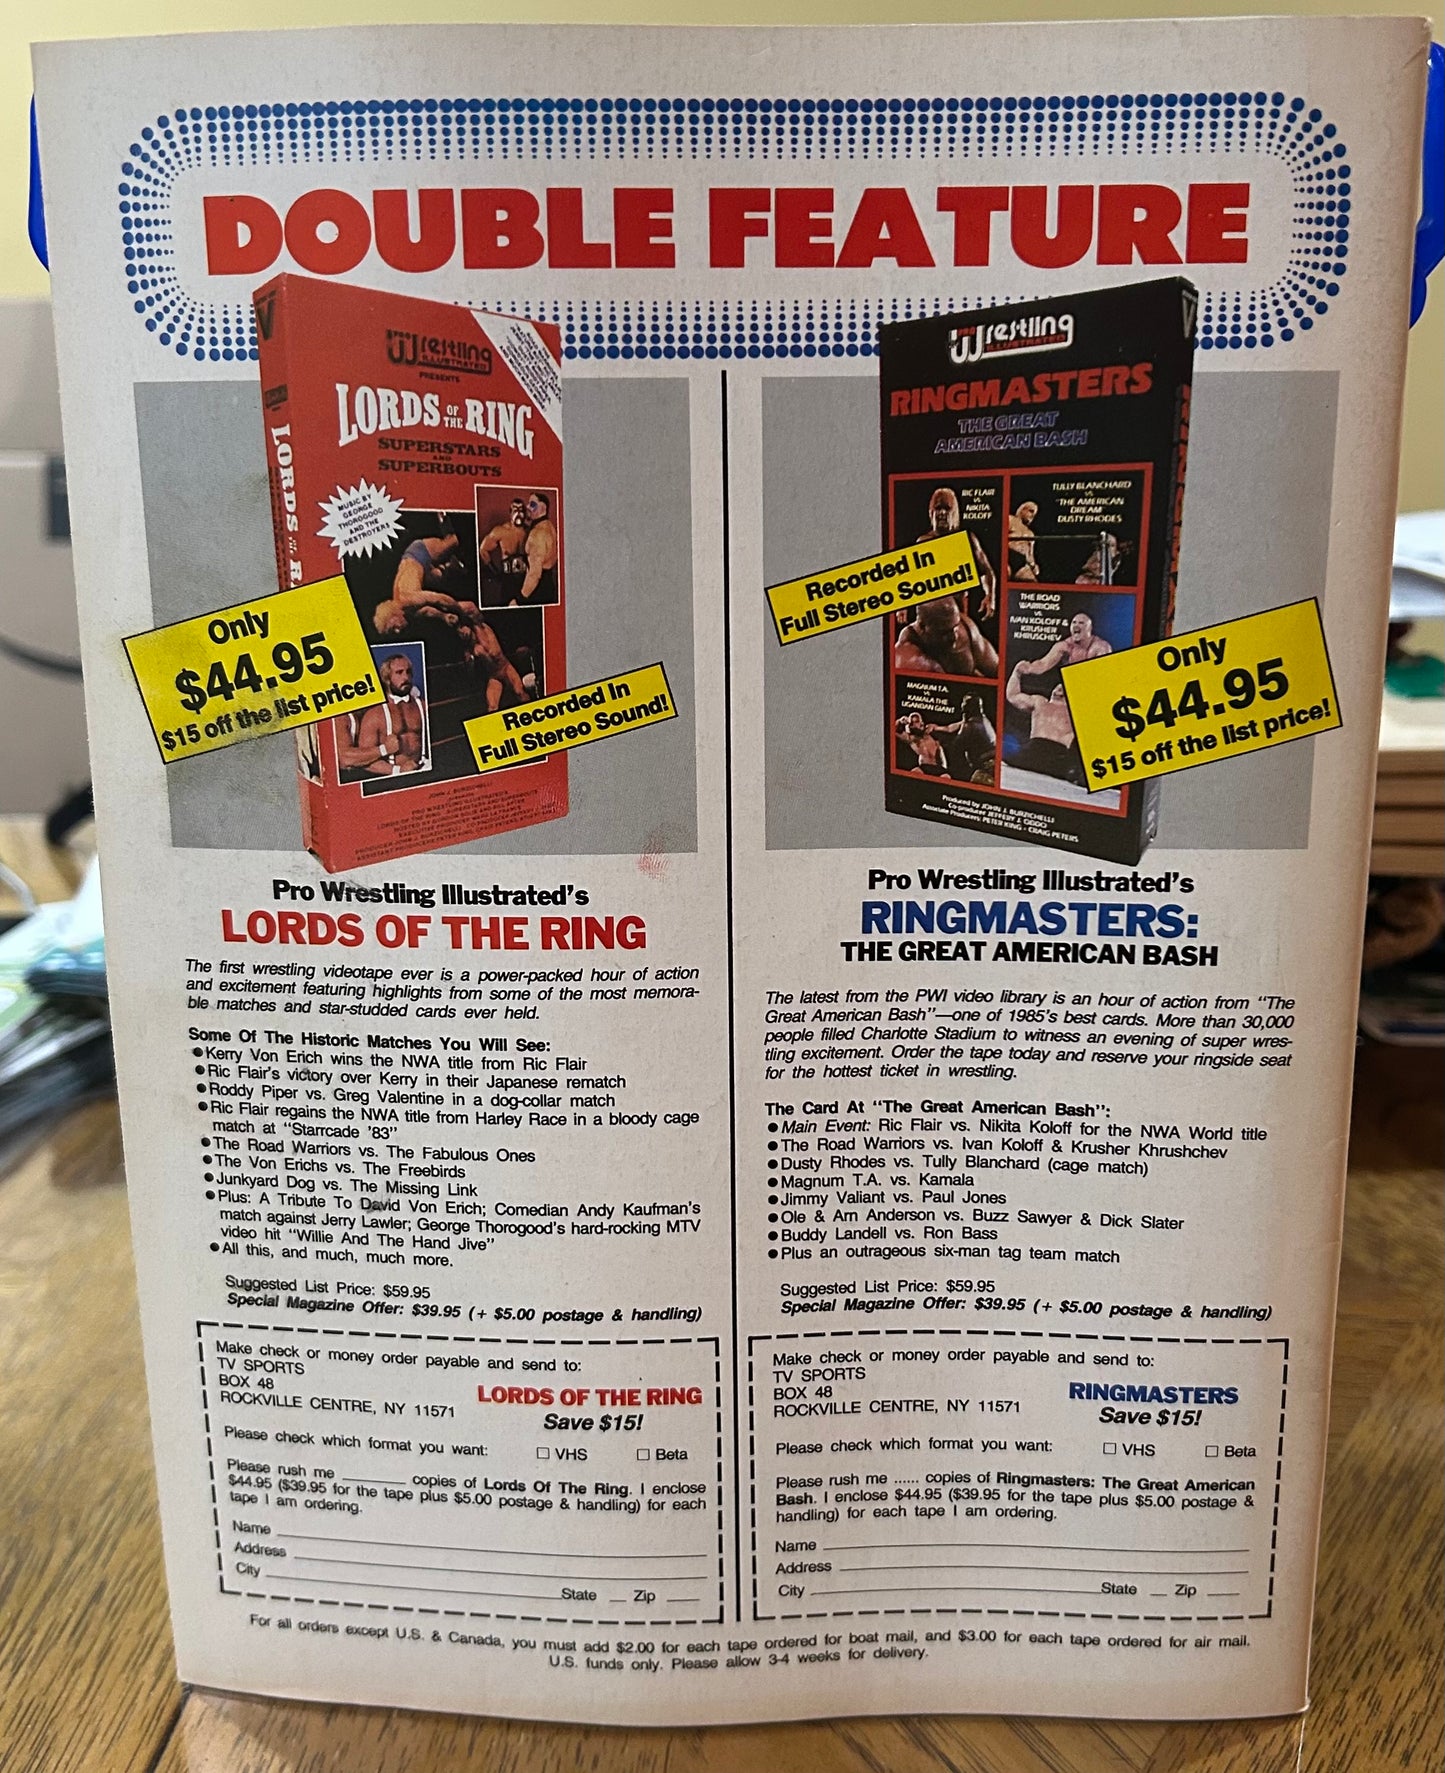 DOUBLE FEATURE
Wrestling
ILLUSTRATED
PRESENTS
LORDS OF THE RING
SUPERSTARS
AND
SUPERBOUTS
MUSIC BY
GEORGE
THOROGOOD
AND THE
DESTROYERS
LORDS OF THE R
Only
$44.95
$15 off the list price!
Recorded In
Full Stereo Sound!
JOHN J. BURZICHELLI
Pro Wrestling Illustrated's
LORDS OF THE RING
The first wrestling videotape ever is a power-packed hour of action
and excitement featuring highlights from some of the most memora-
ble matches and star-studded cards ever held.
Some Of The Historic Matches You Will See:
●Kerry Von Erich wins the NWA title from Ric Flair
●Ric Flair's victory over Kerry in their Japanese rematch
●Roddy Piper vs. Greg Valentine in a dog-collar match
●Ric Flair regains the NWA title from Harley Race in a bloody cage
match at "Starrcade '83"
●The Road Warriors vs. The Fabulous Ones
●The Von Erichs vs. The Freebirds
●Junkyard Dog vs. The Missing Link
●Plus: A Tribute To David Von Erich; Comedian Andy Kaufman's
match against Jerry Lawler; George Thorogood's hard-rocking MTV
video hit "Willie And The Hand Jive"
●All this, and much, much more.
Suggested List Price: $59.95
Special Magazine Offer: $39.95 (+ $5.00 postage & handling)
Make check or money order payable and send to:
TV SPORTS
BOX 48
ROCKVILLE CENTRE, NY 11571
LORDS OF THE RING
Save $15!
Please check which format you want: □ VHS □ Beta
Please rush me ________ copies of Lords Of The Ring. I enclose
$44.95 ($39.95 for the tape plus $5.00 postage & handling) for each
tape I am ordering.
Name
Address
City State Zip
Wrestling
ILLUSTRATED
RINGMASTERS
THE GREAT
AMERICAN BASH
RIC FLAIR
vs.
NIKITA
KOLOFF
TULLY BLANCHARD
vs.
"THE AMERICAN
DREAM"
DUSTY RHODES
THE ROAD
WARRIORS
vs.
IVAN KOLOFF &
KRUSHER
KHRUSCHEV
MAGNUM T.A.
vs.
KAMALA THE
UGANDAN GIANT
Recorded In
Full Stereo Sound!
Only
$44.95
$15 off the list price!
Produced by JOHN J. BURZICHELLI
Co-producer JEFFERY J. ODDO
Associate Producers: PETER KING - CRAIG PETERS
Pro Wrestling Illustrated's
RINGMASTERS:
THE GREAT AMERICAN BASH
The latest from the PWI video library is an hour of action from "The
Great American Bash"—one of 1985's best cards. More than 30,000
people filled Charlotte Stadium to witness an evening of super wres-
tling excitement. Order the tape today and reserve your ringside seat
for the hottest ticket in wrestling.
The Card At "The Great American Bash":
●Main Event: Ric Flair vs. Nikita Koloff for the NWA World title
●The Road Warriors vs. Ivan Koloff & Krusher Khrushchev
●Dusty Rhodes vs. Tully Blanchard (cage match)
●Magnum T.A. vs. Kamala
●Jimmy Valiant vs. Paul Jones
●Ole & Arn Anderson vs. Buzz Sawyer & Dick Slater
●Buddy Landell vs. Ron Bass
●Plus an outrageous six-man tag team match
Suggested List Price: $59.95
Special Magazine Offer: $39.95 (+ $5.00 postage & handling)
Make check or money order payable and send to:
TV SPORTS
BOX 48
ROCKVILLE CENTRE, NY 11571
RINGMASTERS
Save $15!
Please check which format you want: □ VHS □ Beta
Please rush me ...... copies of Ringmasters: The Great American
Bash. I enclose $44.95 ($39.95 for the tape plus $5.00 postage &
handling) for each tape I am ordering.
Name
Address
City State Zip
For all orders except U.S. & Canada, you must add $2.00 for each tape ordered for boat mail, and $3.00 for each tape ordered for air mail.
U.S. funds only. Please allow 3-4 weeks for delivery.